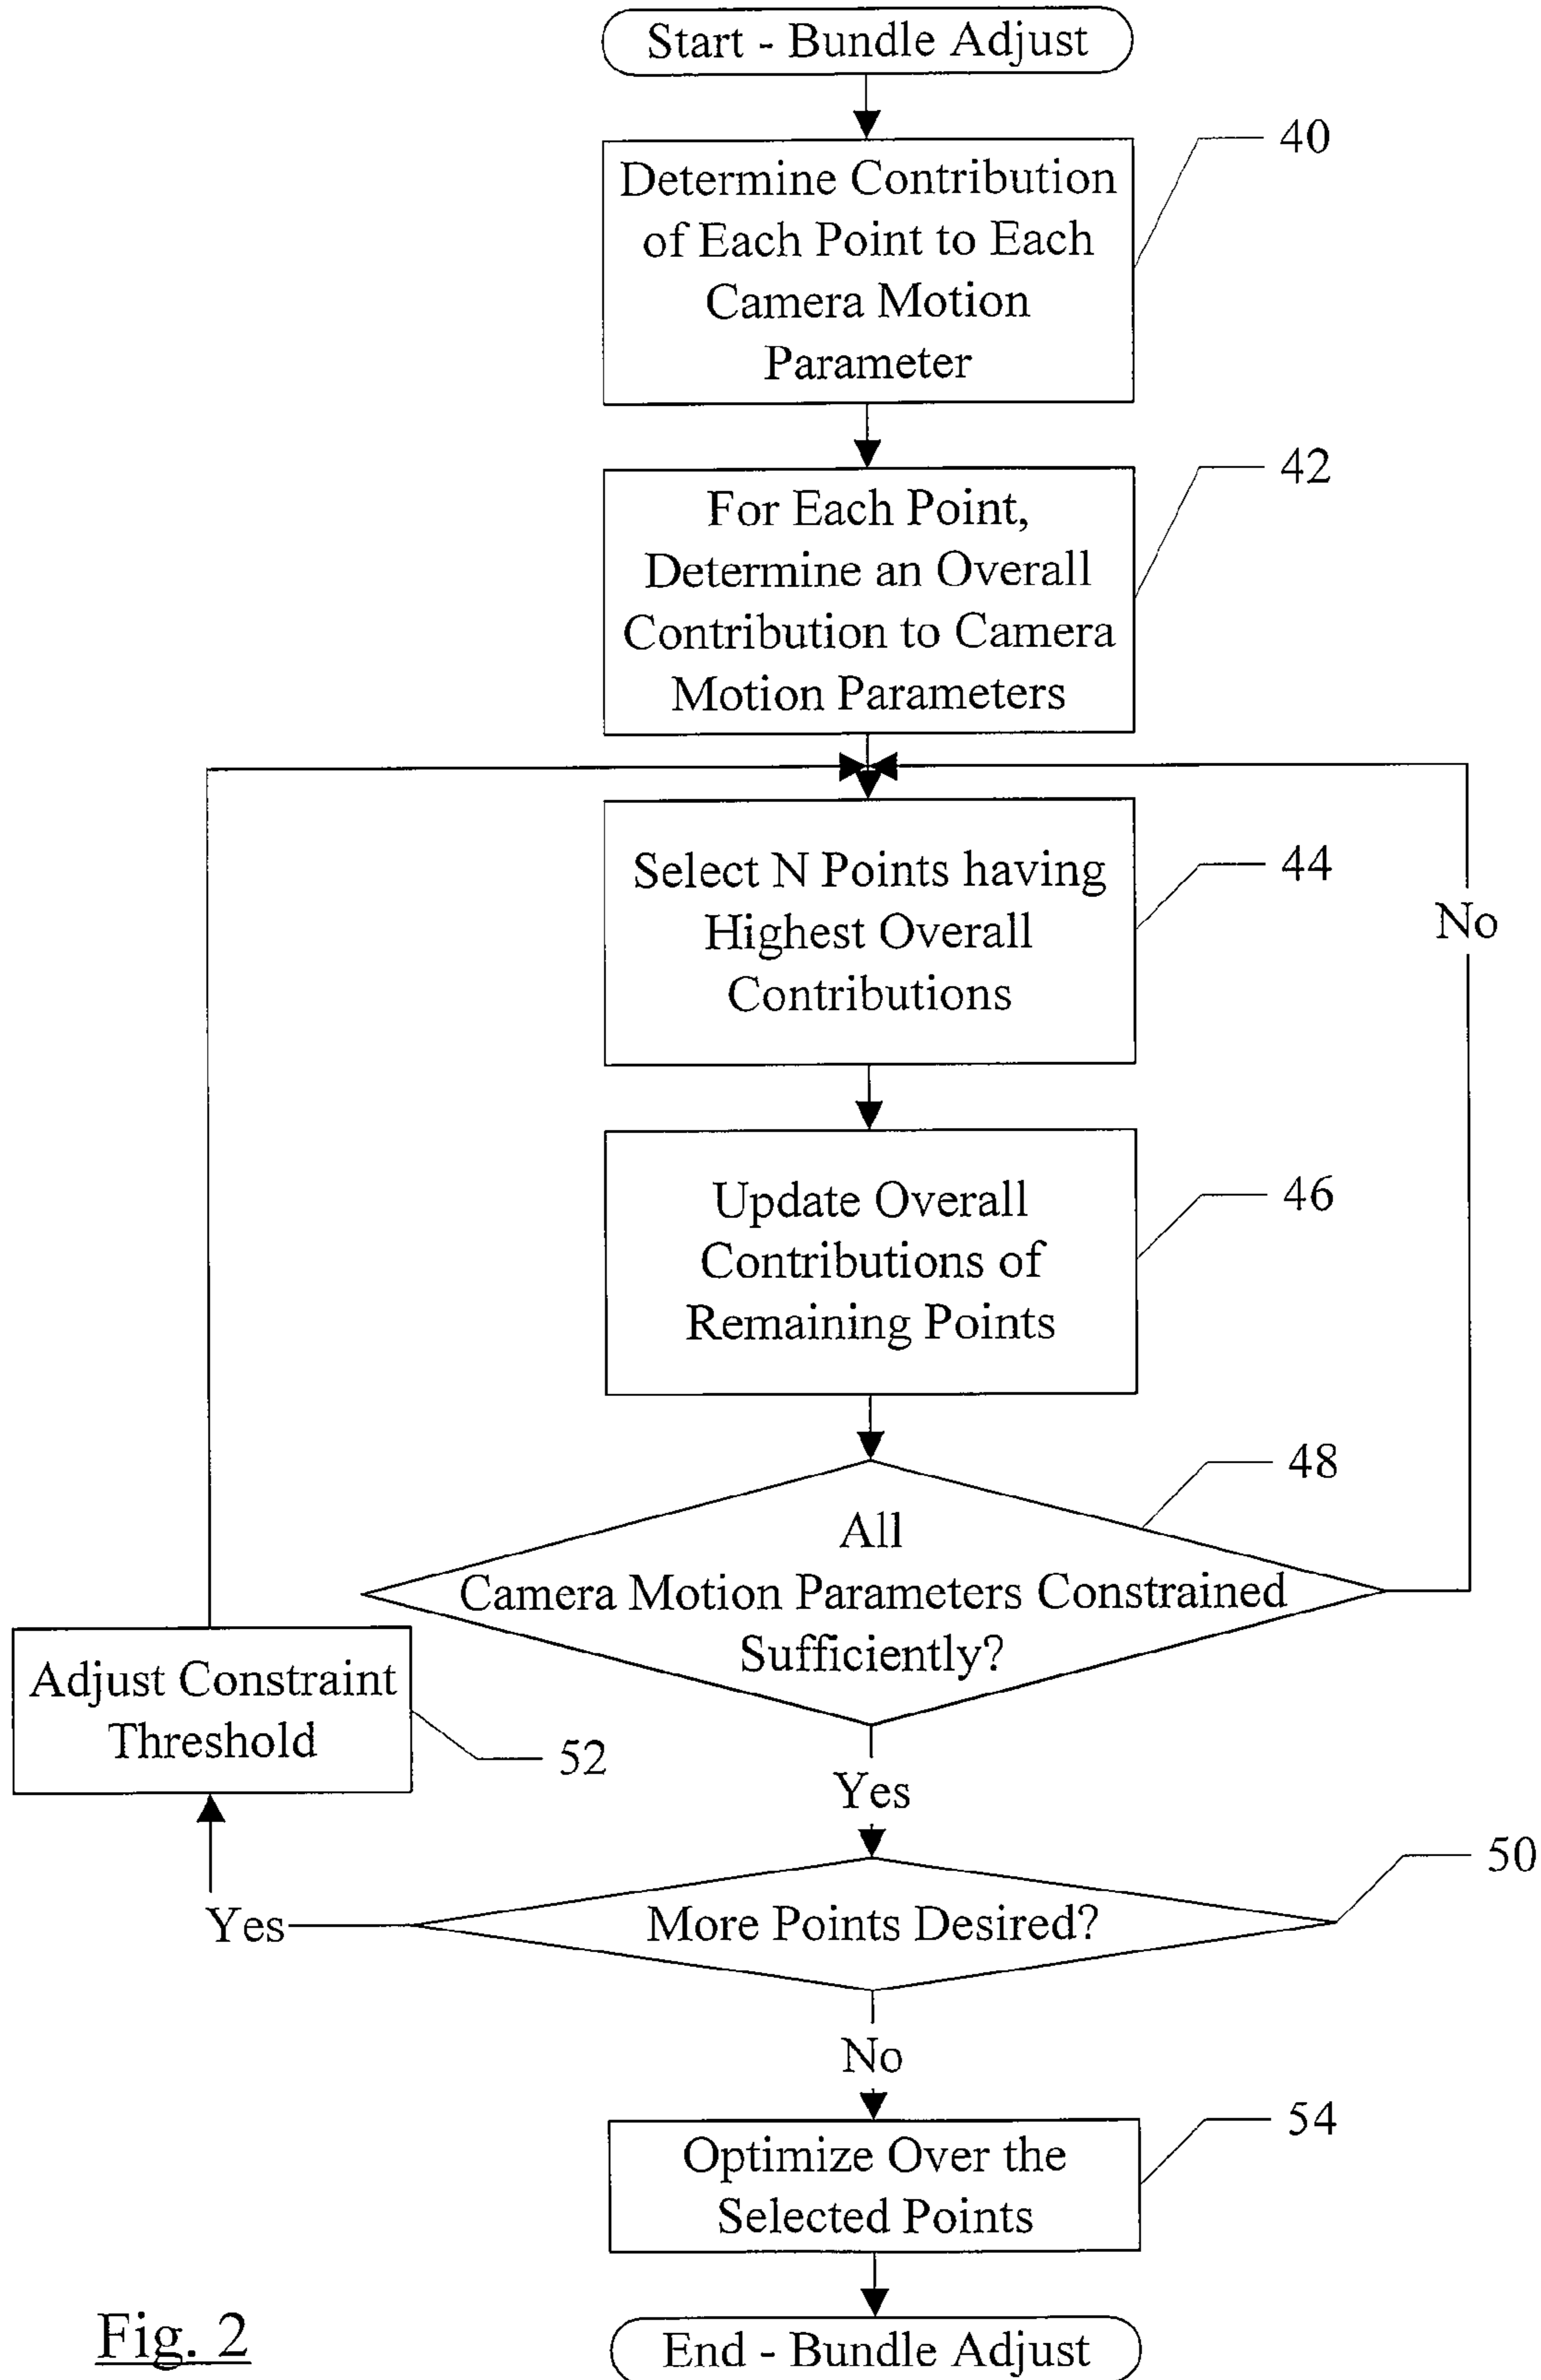 Start - Bundle Adjust
40
Determine Contribution
of Each Point to Each
Camera Motion
Parameter
42
For Each Point,
Determine an Overall
Contribution to Camera
Motion Parameters
44
Select N Points having
Highest Overall
Contributions
No
46
Update Overall
Contributions of
Remaining Points
48
All
Camera Motion Parameters Constrained
Sufficiently?
Adjust Constraint
Threshold
52
Yes
50
More Points Desired?
Yes
No
54
Optimize Over the
Selected Points
End - Bundle Adjust
Fig. 2